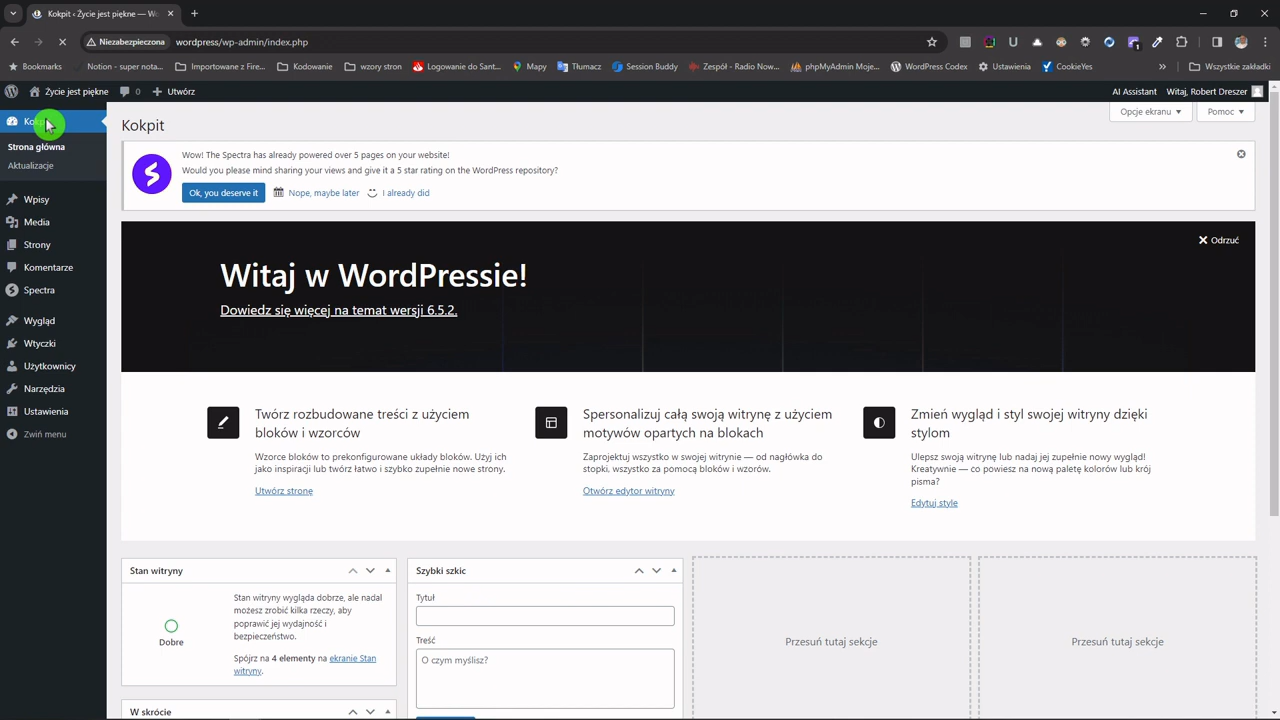 Kokpit ‹ Życie jest piękne — Wo
Niezabezpieczona
wordpress/wp-admin/index.php
Bookmarks
Notion - super nota...
Importowane z Fire...
Kodowanie
wzory stron
Logowanie do Sant...
Mapy
Tłumacz
Session Buddy
Zespół - Radio Now...
phpMyAdmin Moje...
WordPress Codex
Ustawienia
CookieYes
Wszystkie zakładki
Życie jest piękne
0
Utwórz
AI Assistant
Witaj, Robert Dreszer
Strona główna
Aktualizacje
Wpisy
Media
Strony
Komentarze
Spectra
Wygląd
Wtyczki
Użytkownicy
Narzędzia
Ustawienia
Zwiń menu
Opcje ekranu
Pomoc
Kokpit
Wow! The Spectra has already powered over 5 pages on your website!
Would you please mind sharing your views and give it a 5 star rating on the WordPress repository?
Ok, you deserve it
Nope, maybe later
I already did
Odrzuć
Witaj w WordPressie!
Dowiedz się więcej na temat wersji 6.5.2.
Twórz rozbudowane treści z użyciem
bloków i wzorców
Wzorce bloków to prekonfigurowane układy bloków. Użyj ich
jako inspiracji lub twórz łatwo i szybko zupełnie nowe strony.
Utwórz stronę
Spersonalizuj całą swoją witrynę z użyciem
motywów opartych na blokach
Zaprojektuj wszystko w swojej witrynie — od nagłówka do
stopki, wszystko za pomocą bloków i wzorów.
Otwórz edytor witryny
Zmień wygląd i styl swojej witryny dzięki
stylom
Ulepsz swoją witrynę lub nadaj jej zupełnie nowy wygląd!
Kreatywnie — co powiesz na nową paletę kolorów lub krój
pisma?
Edytuj style
Stan witryny
Dobre
Stan witryny wygląda dobrze, ale nadal
możesz zrobić kilka rzeczy, aby
poprawić jej wydajność i
bezpieczeństwo.
Spójrz na 4 elementy na ekranie Stan
witryny.
W skrócie
Szybki szkic
Tytuł
Treść
O czym myślisz?
Przesuń tutaj sekcje
Przesuń tutaj sekcje